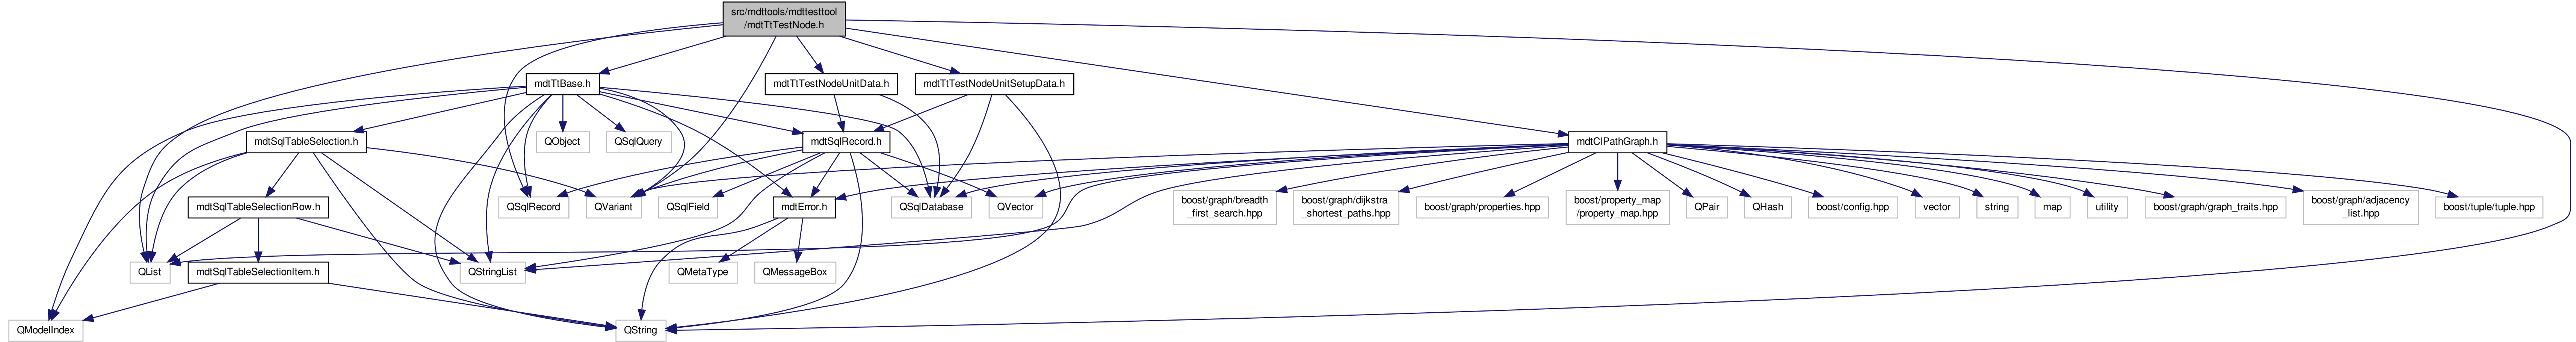 src/mdttools/mdttesttool
/mdtTtTestNode.h
mdtTtBase.h
mdtTtTestNodeUnitData.h
mdtTtTestNodeUnitSetupData.h
mdtSqlTableSelection.h
QObject
QSqlQuery
mdtSqlRecord.h
mdtClPathGraph.h
mdtSqlTableSelectionRow.h
QSqlRecord
QVariant
QSqlField
mdtError.h
QSqlDatabase
QVector
boost/graph/breadth
_first_search.hpp
boost/graph/dijkstra
_shortest_paths.hpp
boost/graph/properties.hpp
boost/property_map
/property_map.hpp
QPair
QHash
boost/config.hpp
vector
string
map
utility
boost/graph/graph_traits.hpp
boost/graph/adjacency
_list.hpp
boost/tuple/tuple.hpp
QList
mdtSqlTableSelectionItem.h
QStringList
QMetaType
QMessageBox
QModelIndex
QString